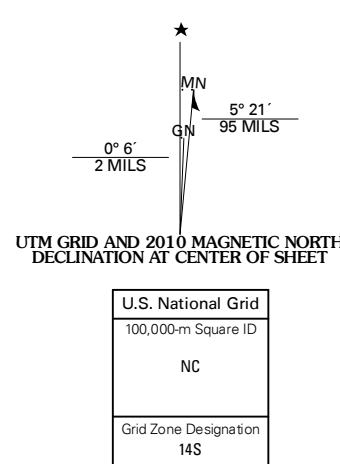 ★
MN
5° 21´
95 MILS
GN
0° 6´
2 MILS
UTM GRID AND 2010 MAGNETIC NORTH
DECLINATION AT CENTER OF SHEET
U.S. National Grid
100,000-m Square ID
NC
Grid Zone Designation
14S